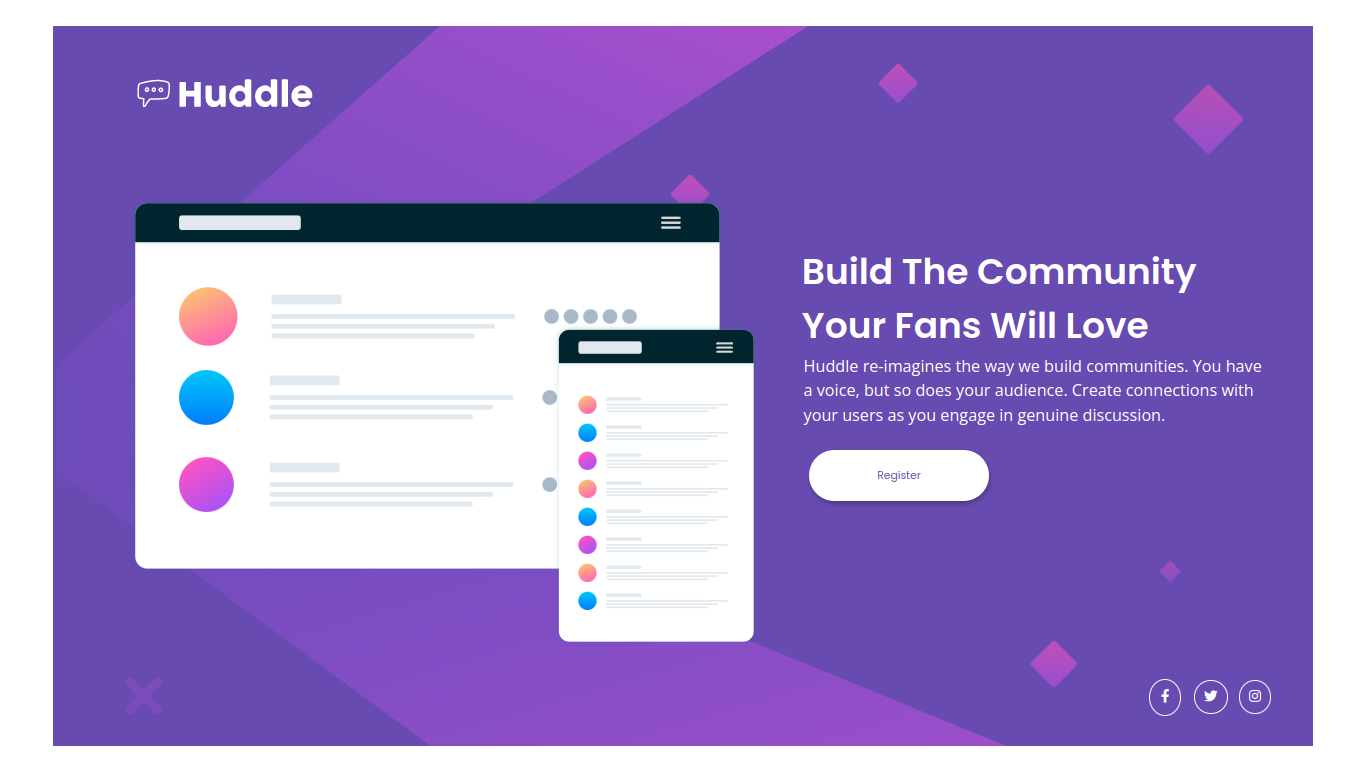 Huddle
Build The Community
Your Fans Will Love
Huddle re-imagines the way we build communities. You have
a voice, but so does your audience. Create connections with
your users as you engage in genuine discussion.
Register